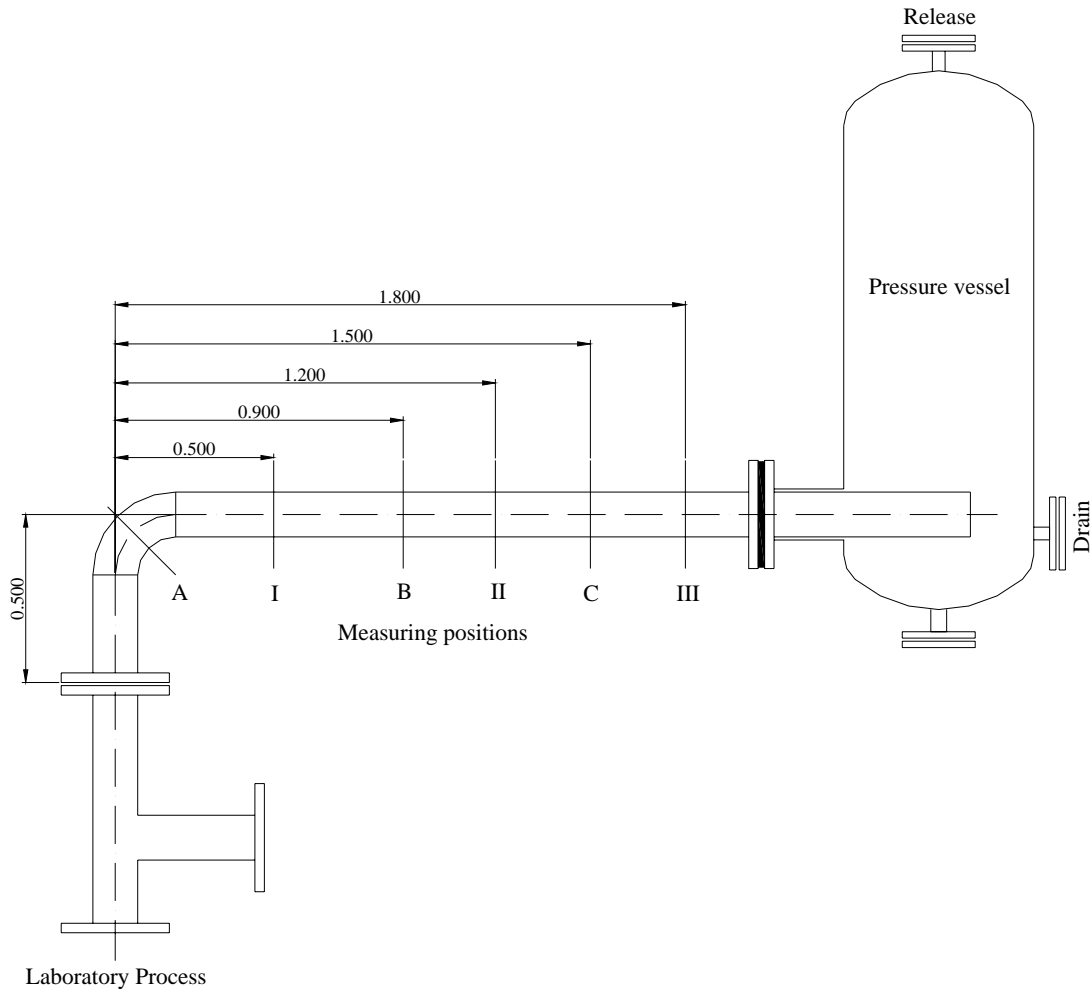 Release
Pressure vessel
1.800
1.500
1.200
0.900
0.500
Drain
0.500
A
I
B
II
C
III
Measuring positions
Laboratory Process